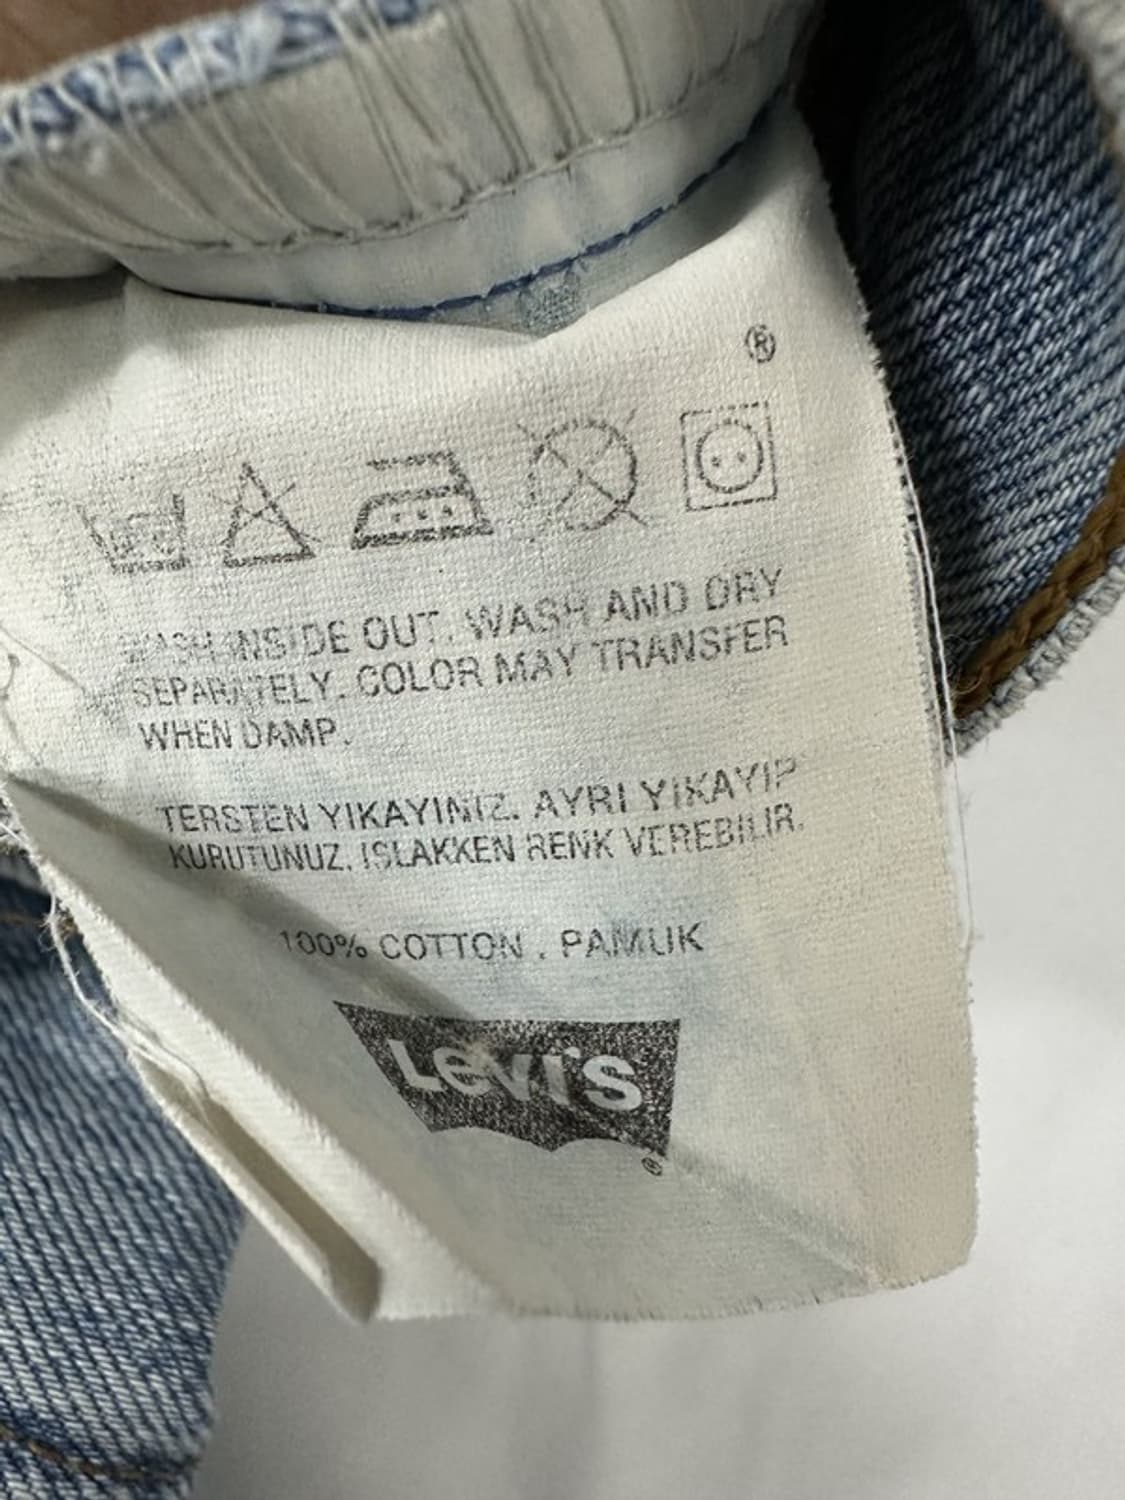 ®
WASH INSIDE OUT. WASH AND DRY
SEPARATELY. COLOR MAY TRANSFER
WHEN DAMP.
TERSTEN YIKAYINIZ. AYRI YIKAYIP
KURUTUNUZ. ISLAKKEN RENK VEREBILIR.
100% COTTON . PAMUK
Levi's
®